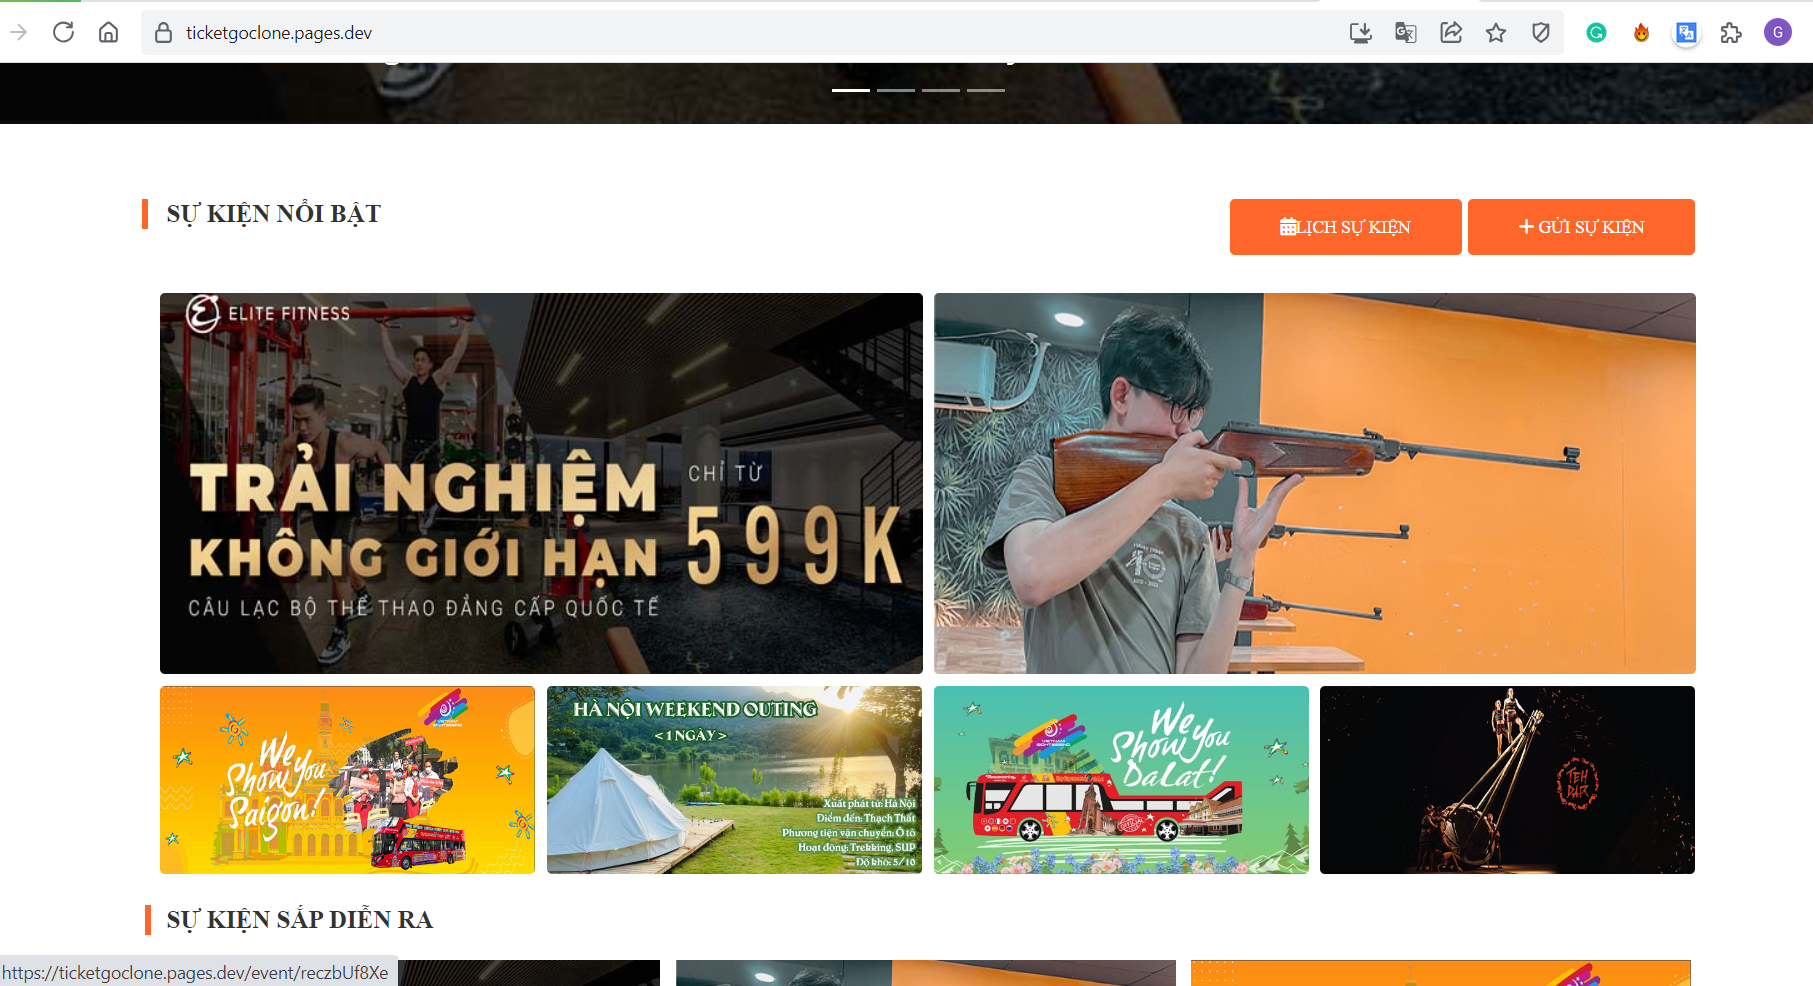 ticketgoclone.pages.dev
G
SỰ KIỆN NỔI BẬT
LỊCH SỰ KIỆN
+ GỬI SỰ KIỆN
ELITE FITNESS
TRẢI NGHIỆM
KHÔNG GIỚI HẠN
CHỈ TỪ
599K
CÂU LẠC BỘ THỂ THAO ĐẲNG CẤP QUỐC TẾ
We
Show You
Saigon!
HÀ NỘI WEEKEND OUTING
< 1 NGÀY >
Xuất phát từ: Hà Nội
Điểm đến: Thạch Thất
Phương tiện vận chuyển: Ô tô
Hoạt động: Trekking, SUP
Độ khó: 5/10
VIETNAM
SIGHTSEEING
We
Show You
DaLat!
TEH
DAR
SỰ KIỆN SẮP DIỄN RA
https://ticketgoclone.pages.dev/event/reczbUf8Xe